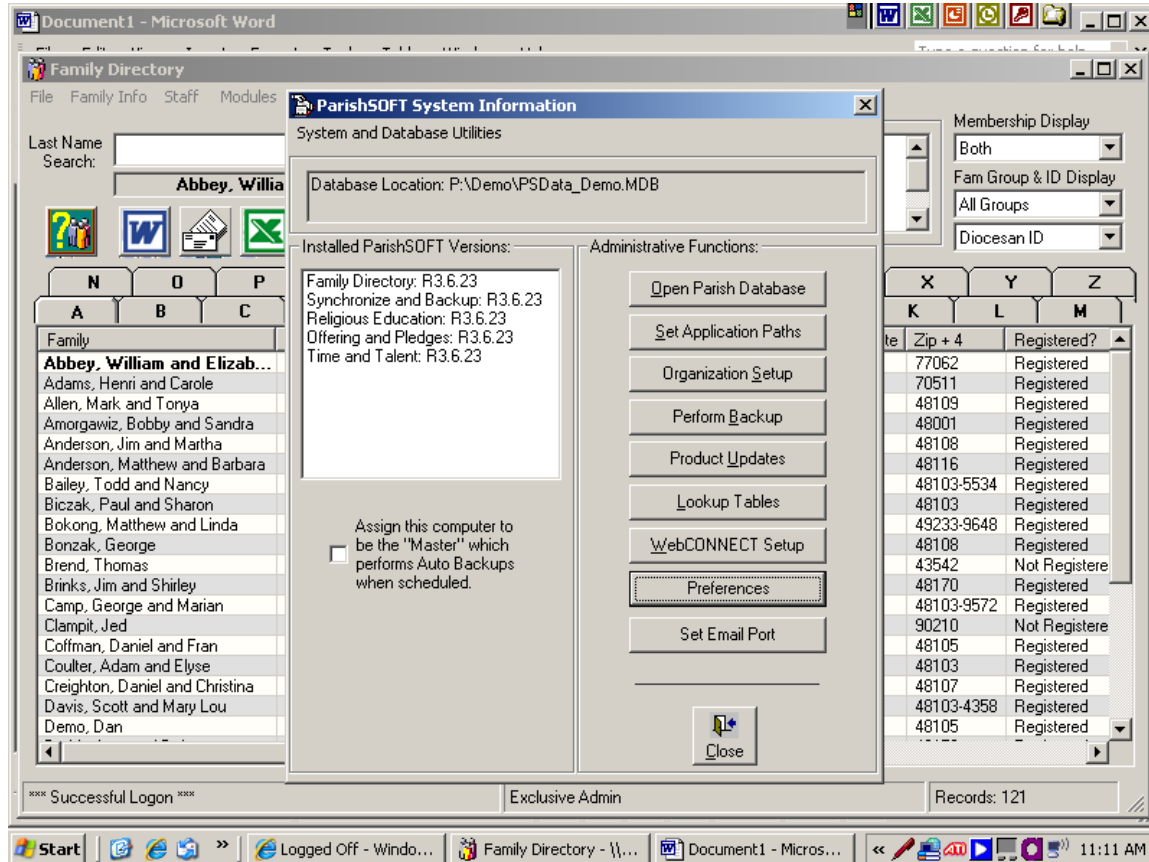 Document1 - Microsoft Word
Family Directory
File Family Info Staff Modules
Last Name
Search:
Abbey, Willia
ParishSOFT System Information
System and Database Utilities
Database Location: P:\Demo\PSData_Demo.MDB
Installed ParishSOFT Versions:
Family Directory: R3.6.23
Synchronize and Backup: R3.6.23
Religious Education: R3.6.23
Offering and Pledges: R3.6.23
Time and Talent: R3.6.23
Assign this computer to
be the "Master" which
performs Auto Backups
when scheduled.
Administrative Functions:
Open Parish Database
Set Application Paths
Organization Setup
Perform Backup
Product Updates
Lookup Tables
WebCONNECT Setup
Preferences
Set Email Port
Close
Membership Display
Both
Fam Group & ID Display
All Groups
Diocesan ID
N O P X Y Z
A B C K L M
Family te Zip + 4 Registered?
Abbey, William and Elizab... 77062 Registered
Adams, Henri and Carole 70511 Registered
Allen, Mark and Tonya 48109 Registered
Amorgawiz, Bobby and Sandra 48001 Registered
Anderson, Jim and Martha 48108 Registered
Anderson, Matthew and Barbara 48116 Registered
Bailey, Todd and Nancy 48103-5534 Registered
Biczak, Paul and Sharon 48103 Registered
Bokong, Matthew and Linda 49233-9648 Registered
Bonzak, George 48108 Registered
Brend, Thomas 43542 Not Registere
Brinks, Jim and Shirley 48170 Registered
Camp, George and Marian 48103-9572 Registered
Clampit, Jed 90210 Not Registere
Coffman, Daniel and Fran 48105 Registered
Coulter, Adam and Elyse 48103 Registered
Creighton, Daniel and Christina 48107 Registered
Davis, Scott and Mary Lou 48103-4358 Registered
Demo, Dan 48105 Registered
*** Successful Logon *** Exclusive Admin Records: 121
Start » Logged Off - Windo... Family Directory - \\... Document1 - Micros... « 11:11 AM